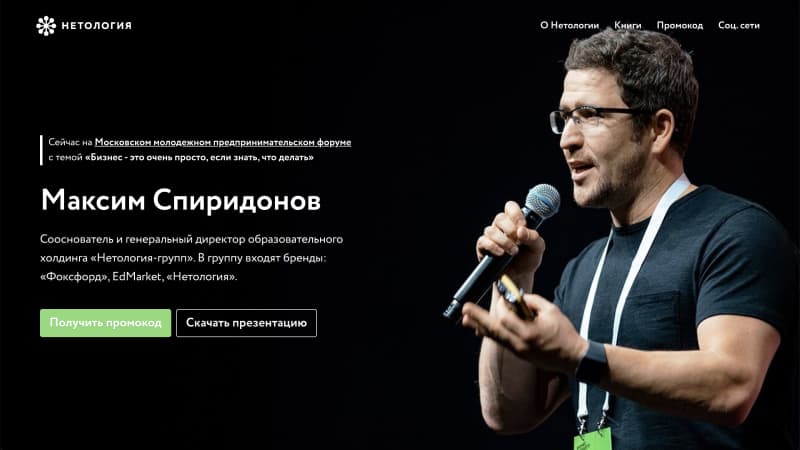 НЕТОЛОГИЯ
О Нетологии Книги Промокод Соц. сети
Сейчас на Московском молодежном предпринимательском форуме
с темой «Бизнес - это очень просто, если знать, что делать»
Максим Спиридонов
Сооснователь и генеральный директор образовательного
холдинга «Нетология-групп». В группу входят бренды:
«Фоксфорд», EdMarket, «Нетология».
Получить промокод Скачать презентацию